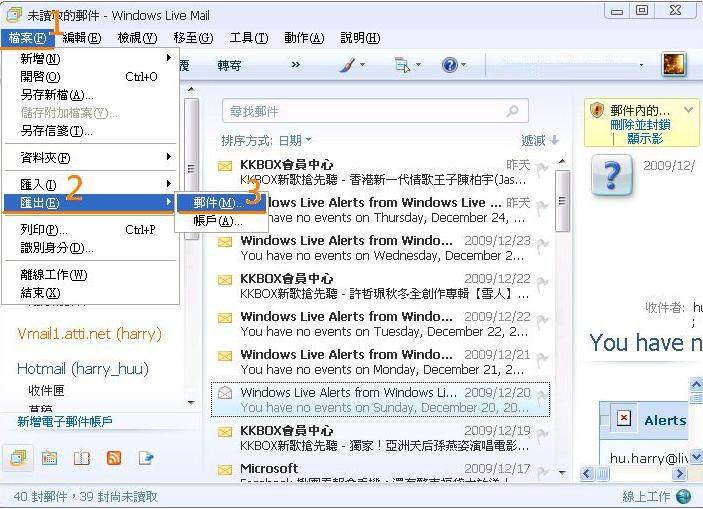 未讀取的郵件 - Windows Live Mail
檔案(F) 編輯(E) 檢視(V) 移至(G) 工具(T) 動作(A) 說明(H)
1
轉寄 »
新增(N)
開啓(O) Ctrl+O
另存新檔(A)...
儲存附加檔案(V)...
另存信箋(T)...
資料夾(F)
匯入(I)
匯出(E)
2
郵件(M)...
3
帳戶(A)...
列印(P)... Ctrl+P
識別身分(D)...
離線工作(W)
結束(X)
Vmail1.atti.net (harry)
Hotmail (harry_huu)
收件匣
草稿
新增電子郵件帳戶
尋找郵件
排序方式: 日期
遞減
KKBOX會員中心 昨天
KKBOX新歌搶先聽 - 香港新一代情歌王子陳柏宇(Jas...
ows Live Alerts from Windows Live ... 昨天
have no events on Thursday, December 24, ...
Windows Live Alerts from Windo... 2009/12/23
You have no events on Wednesday, December 2...
KKBOX會員中心 2009/12/22
KKBOX新歌搶先聽 - 許哲珮秋冬全創作專輯【雪人】...
Windows Live Alerts from Windo... 2009/12/22
You have no events on Tuesday, December 22, 2...
Windows Live Alerts from Windo... 2009/12/21
You have no events on Monday, December 21, 2...
Windows Live Alerts from Windows Li... 2009/12/20
You have no events on Sunday, December 20, 20...
KKBOX會員中心 2009/12/19
KKBOX新歌搶先聽 - 獨家！亞洲天后孫燕姿演唱電影...
Microsoft 2009/12/17
郵件內的...
刪除並封鎖
| 顯示影
2009/12/
收件者: hu
;
You have n
Alerts
hu.harry@liv
40 封郵件，39 封尚未讀取
線上工作